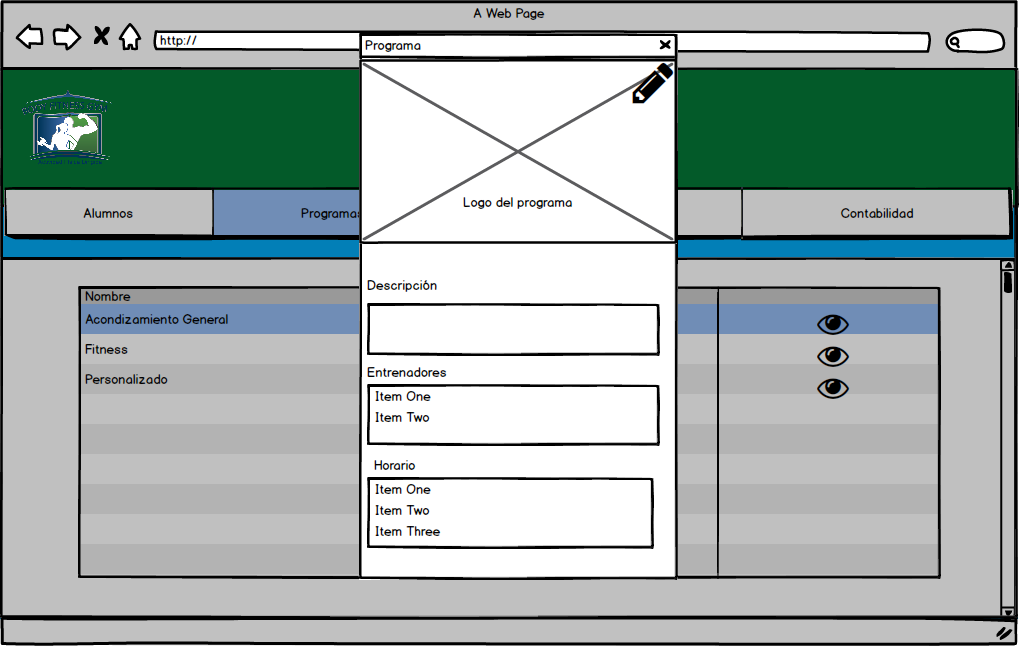 A Web Page
http://
Programa
Logo del programa
Alumnos
Programas
Contabilidad
Descripción
Entrenadores
Item One
Item Two
Horario
Item One
Item Two
Item Three
Nombre
Acondizamiento General
Fitness
Personalizado